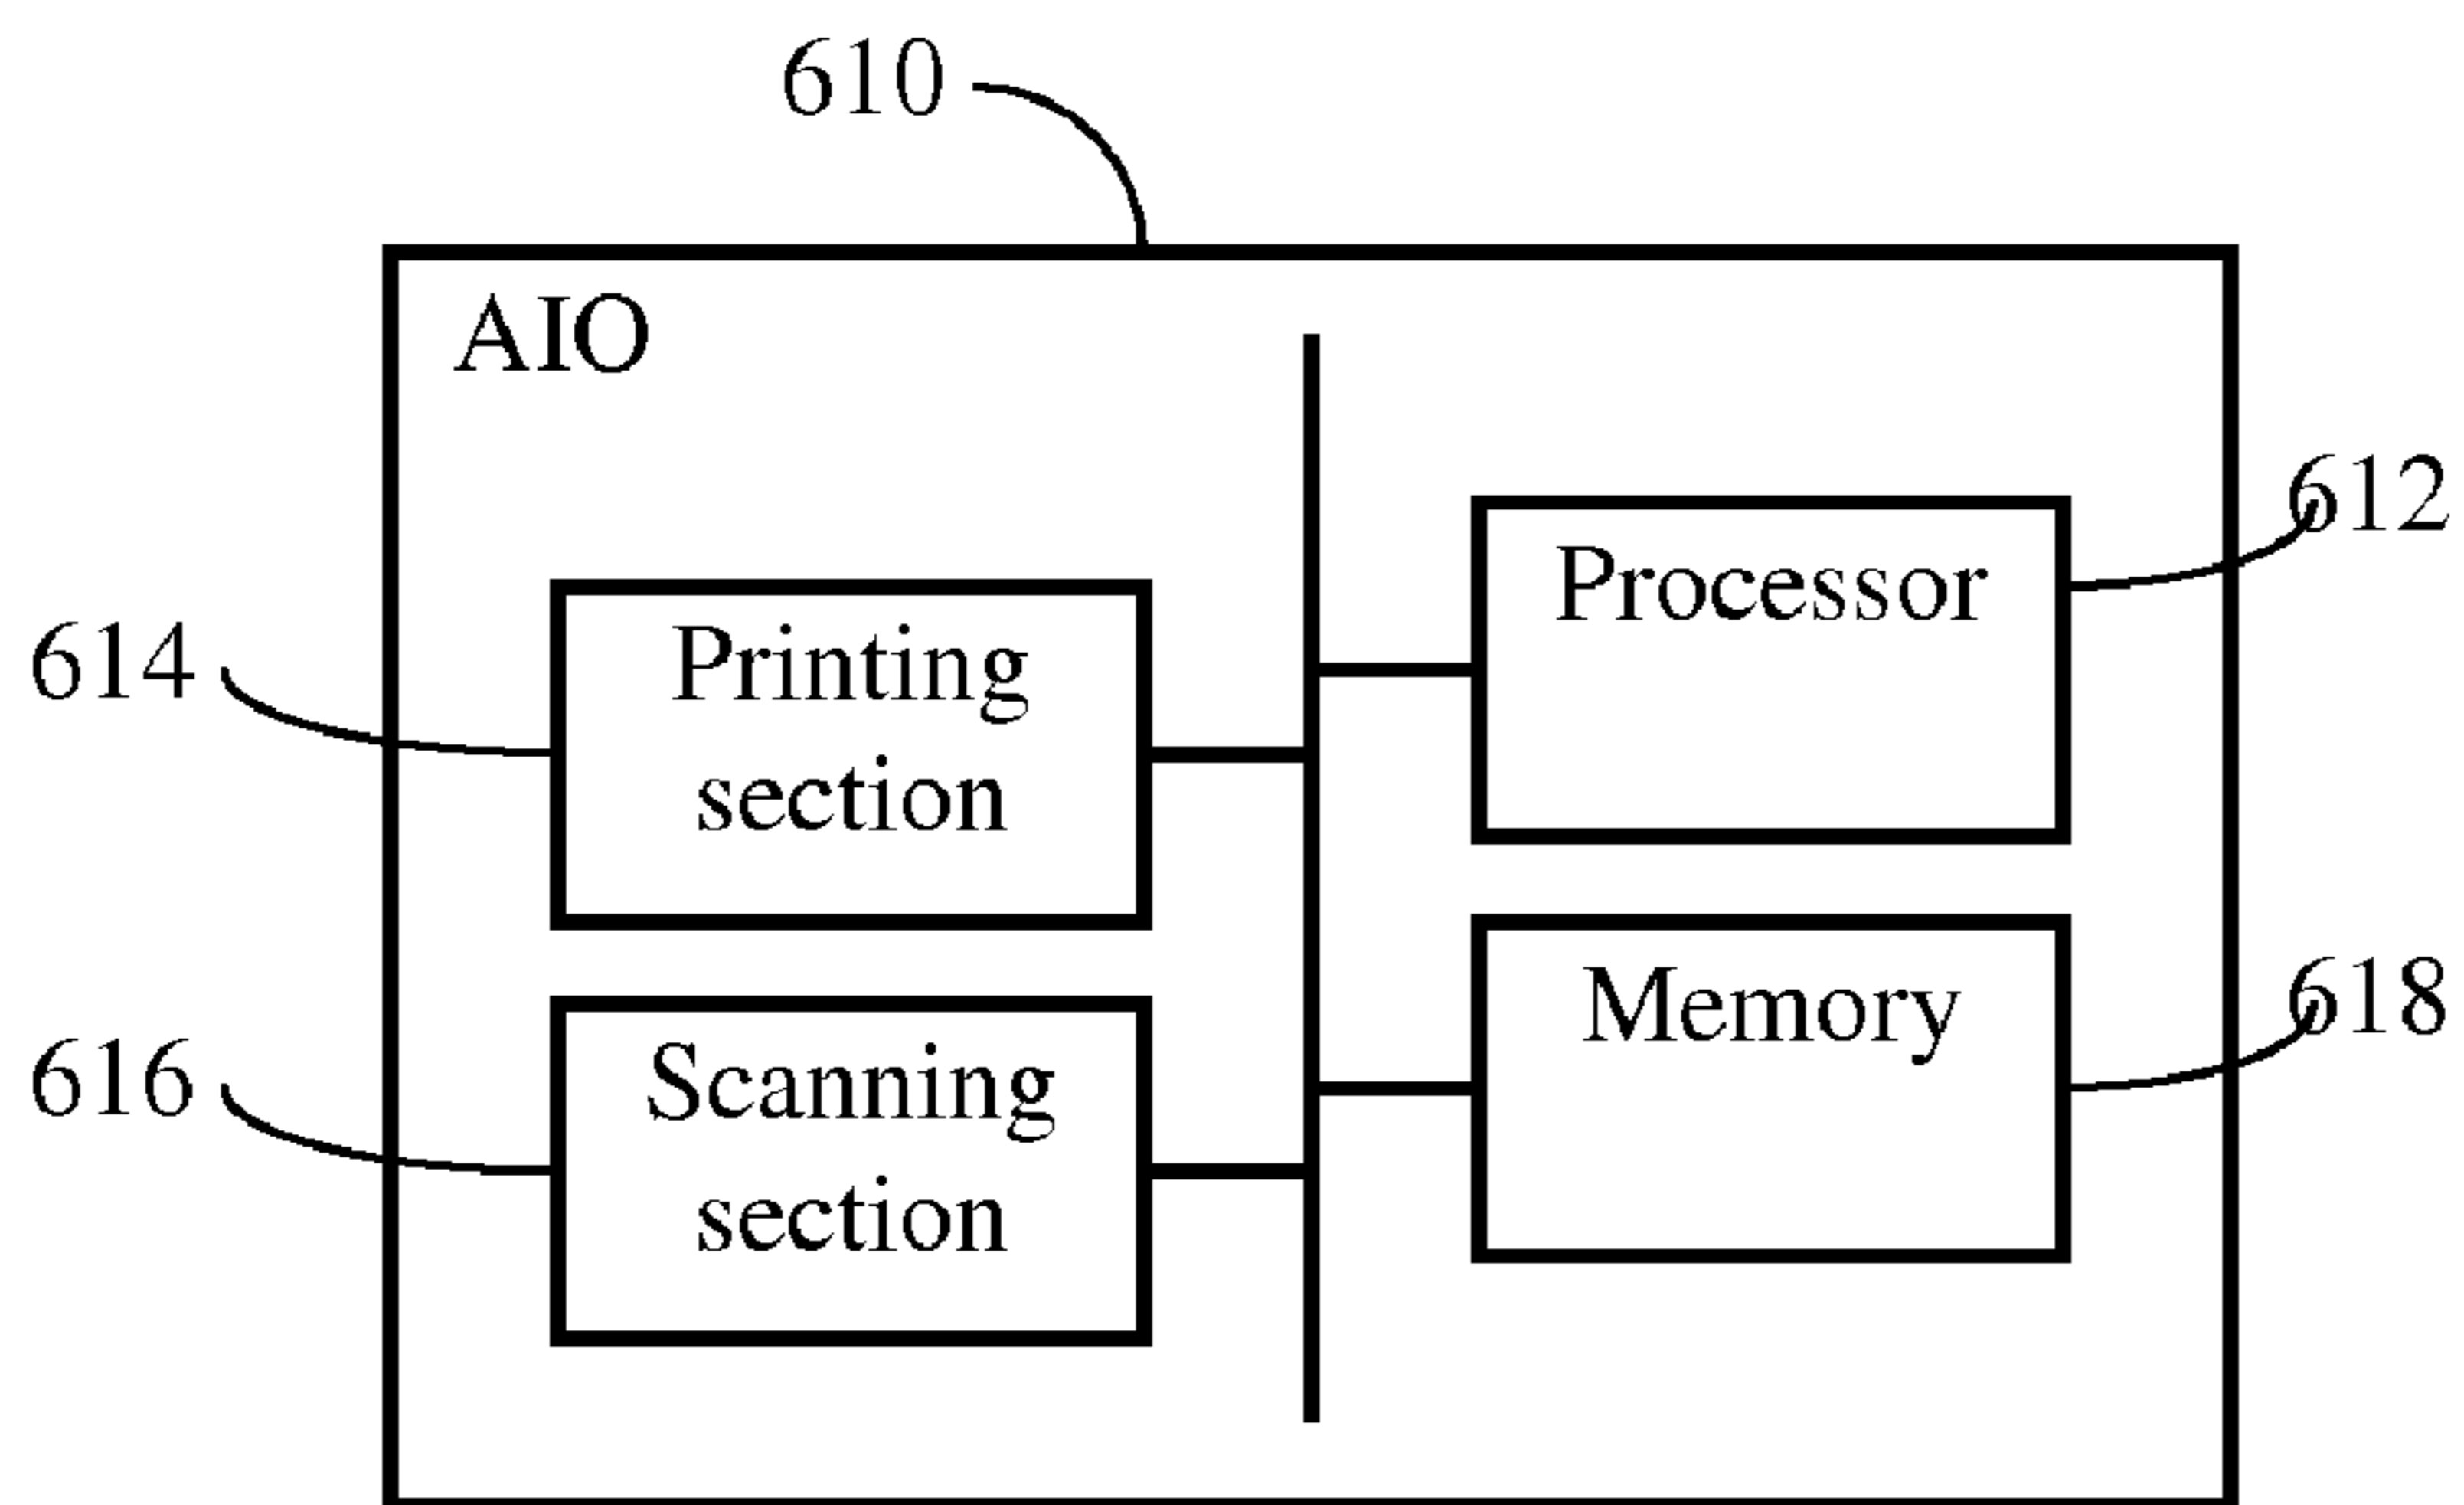 610
AIO
612
Processor
614
Printing
section
618
Memory
616
Scanning
section